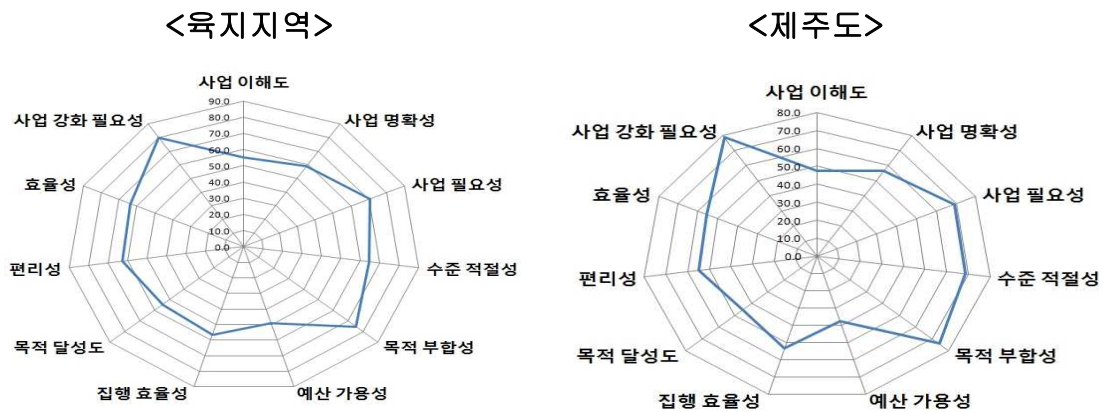 <육지지역>
사업 이해도
90.0
80.0
70.0
60.0
50.0
40.0
30.0
20.0
10.0
0.0
사업 명확성
사업 필요성
수준 적절성
목적 부합성
예산 가용성
집행 효율성
목적 달성도
편리성
효율성
사업 강화 필요성
<제주도>
사업 이해도
80.0
70.0
60.0
50.0
40.0
30.0
20.0
10.0
0.0
사업 명확성
사업 필요성
수준 적절성
목적 부합성
예산 가용성
집행 효율성
목적 달성도
편리성
효율성
사업 강화 필요성